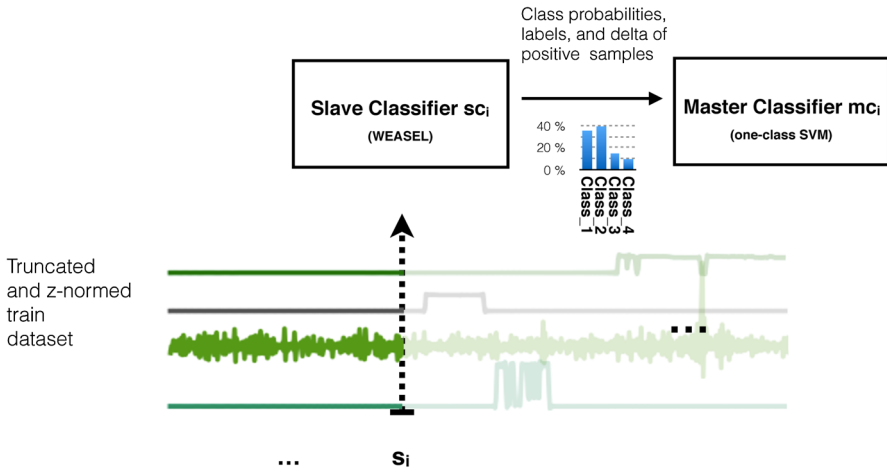 Class probabilities,
labels, and delta of
positive samples
Slave Classifier sci
(WEASEL)
Master Classifier mci
(one-class SVM)
40 %
20 %
0 %
Class_1
Class_2
Class_3
Class_4
Truncated
and z-normed
train
dataset
...
... si